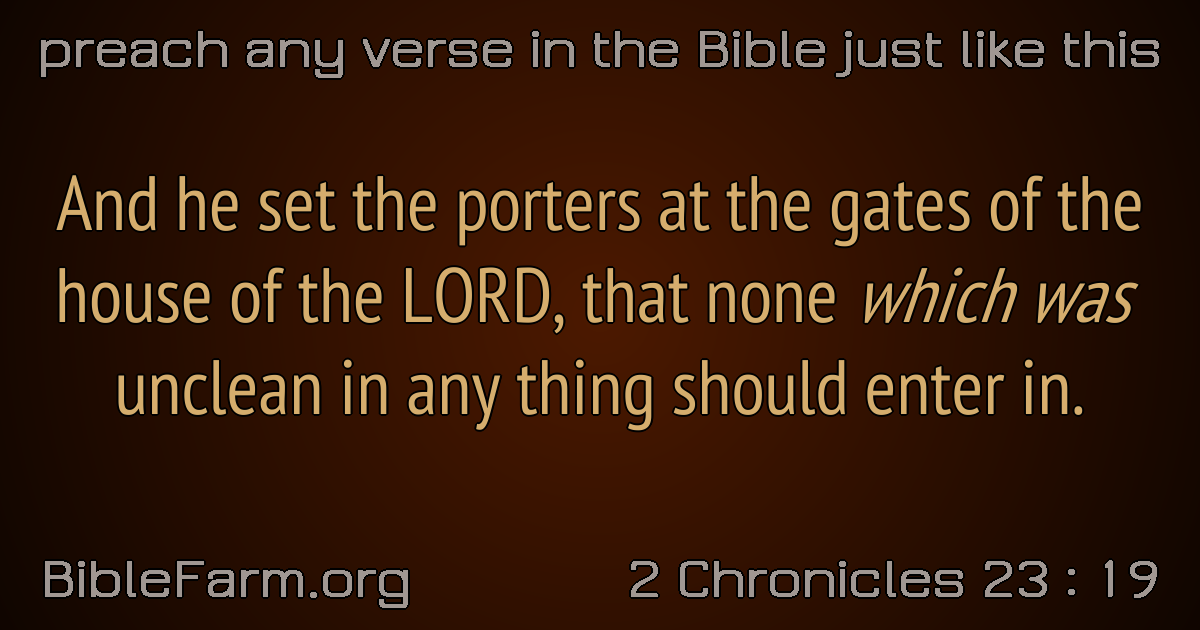 preach any verse in the Bible just like this
And he set the porters at the gates of the
house of the LORD, that none which was
unclean in any thing should enter in.
BibleFarm.org
2 Chronicles 23 : 19